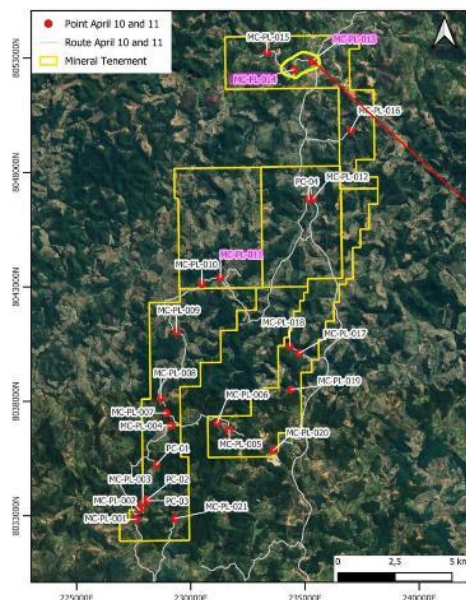 Point April 10 and 11
Route April 10 and 11
Mineral Tenement
MC-PL-015
MC-PL-013
MC-PL-014
MC-PL-016
MC-PL-012
PC-04
MC-PL-010
MC-PL-009
MC-PL-018
MC-PL-017
MC-PL-008
MC-PL-019
MC-PL-006
MC-PL-007
MC-PL-004
MC-PL-005
MC-PL-020
PC-01
MC-PL-003
PC-02
MC-PL-002
PC-03
MC-PL-001
MC-PL-021
8053000N
8048000N
8043000N
8038000N
8033000N
0
2,5
5 km
225000E
230000E
235000E
240000E